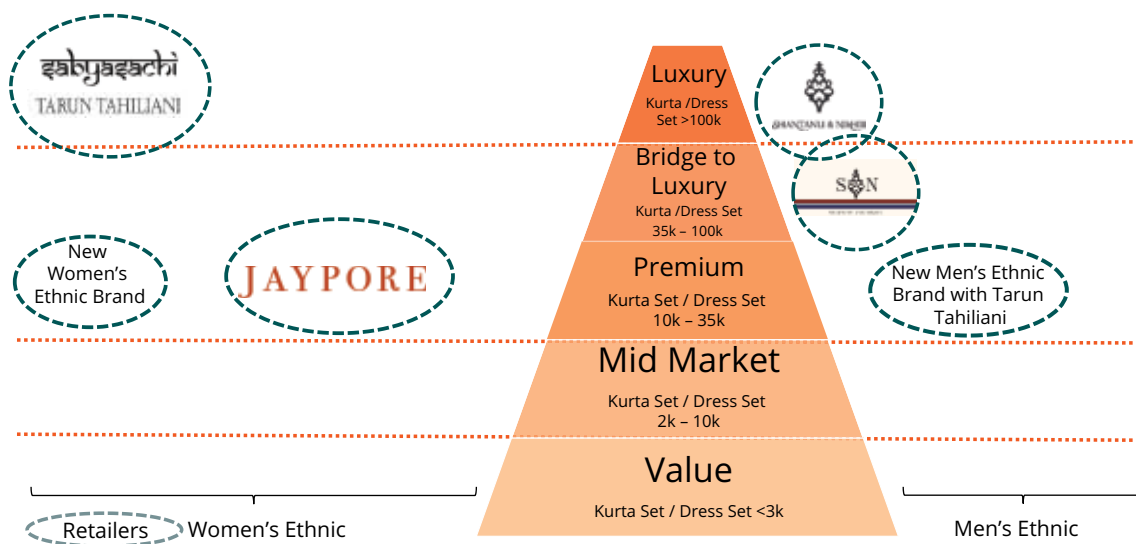 sabyasachi
TARUN TAHILIANI
Luxury
Kurta /Dress
Set >100k
SHANTANU & NIKHIL
Bridge to
Luxury
Kurta /Dress Set
35k – 100k
S N
New
Women's
Ethnic Brand
JAYPORE
Premium
Kurta Set / Dress Set
10k – 35k
New Men's Ethnic
Brand with Tarun
Tahiliani
Mid Market
Kurta Set / Dress Set
2k – 10k
Value
Kurta Set / Dress Set <3k
Retailers
Women's Ethnic
Men's Ethnic